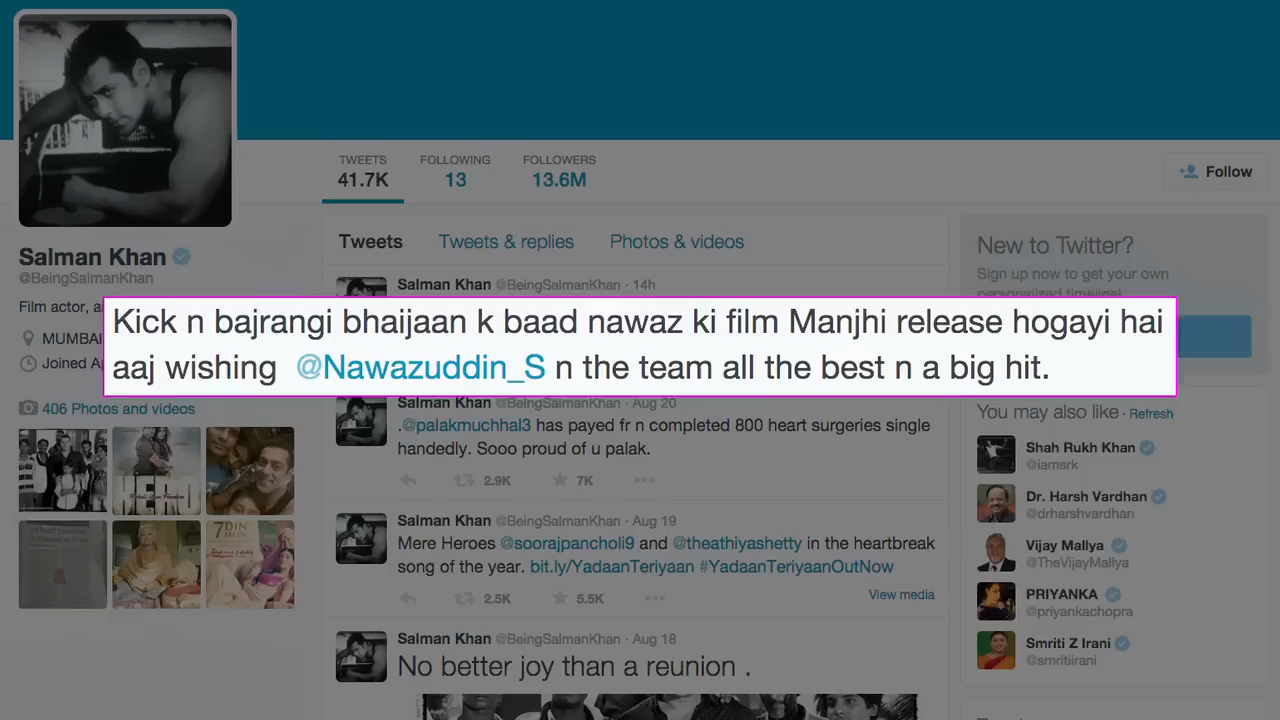 TWEETS
41.7K
FOLLOWING
13
FOLLOWERS
13.6M
Follow
Salman Khan
@BeingSalmanKhan
Film actor, a
MUMBAI
Joined Ap
406 Photos and videos
HERO
7 DIN
Tweets Tweets & replies Photos & videos
Salman Khan @BeingSalmanKhan · 14h
Kick n bajrangi bhaijaan k baad nawaz ki film Manjhi release hogayi hai
aaj wishing @Nawazuddin_S n the team all the best n a big hit.
Salman Khan @BeingSalmanKhan · Aug 20
.@palakmuchhal3 has payed fr n completed 800 heart surgeries single
handedly. Sooo proud of u palak.
2.9K 7K
Salman Khan @BeingSalmanKhan · Aug 19
Mere Heroes @soorajpancholi9 and @theathiyashetty in the heartbreak
song of the year. bit.ly/YadaanTeriyaan #YadaanTeriyaanOutNow
2.5K 5.5K View media
Salman Khan @BeingSalmanKhan · Aug 18
No better joy than a reunion .
New to Twitter?
Sign up now to get your own
personalized timeline!
You may also like · Refresh
Shah Rukh Khan
@iamsrk
Dr. Harsh Vardhan
@drharshvardhan
Vijay Mallya
@TheVijayMallya
PRIYANKA
@priyankachopra
Smriti Z Irani
@smritiirani